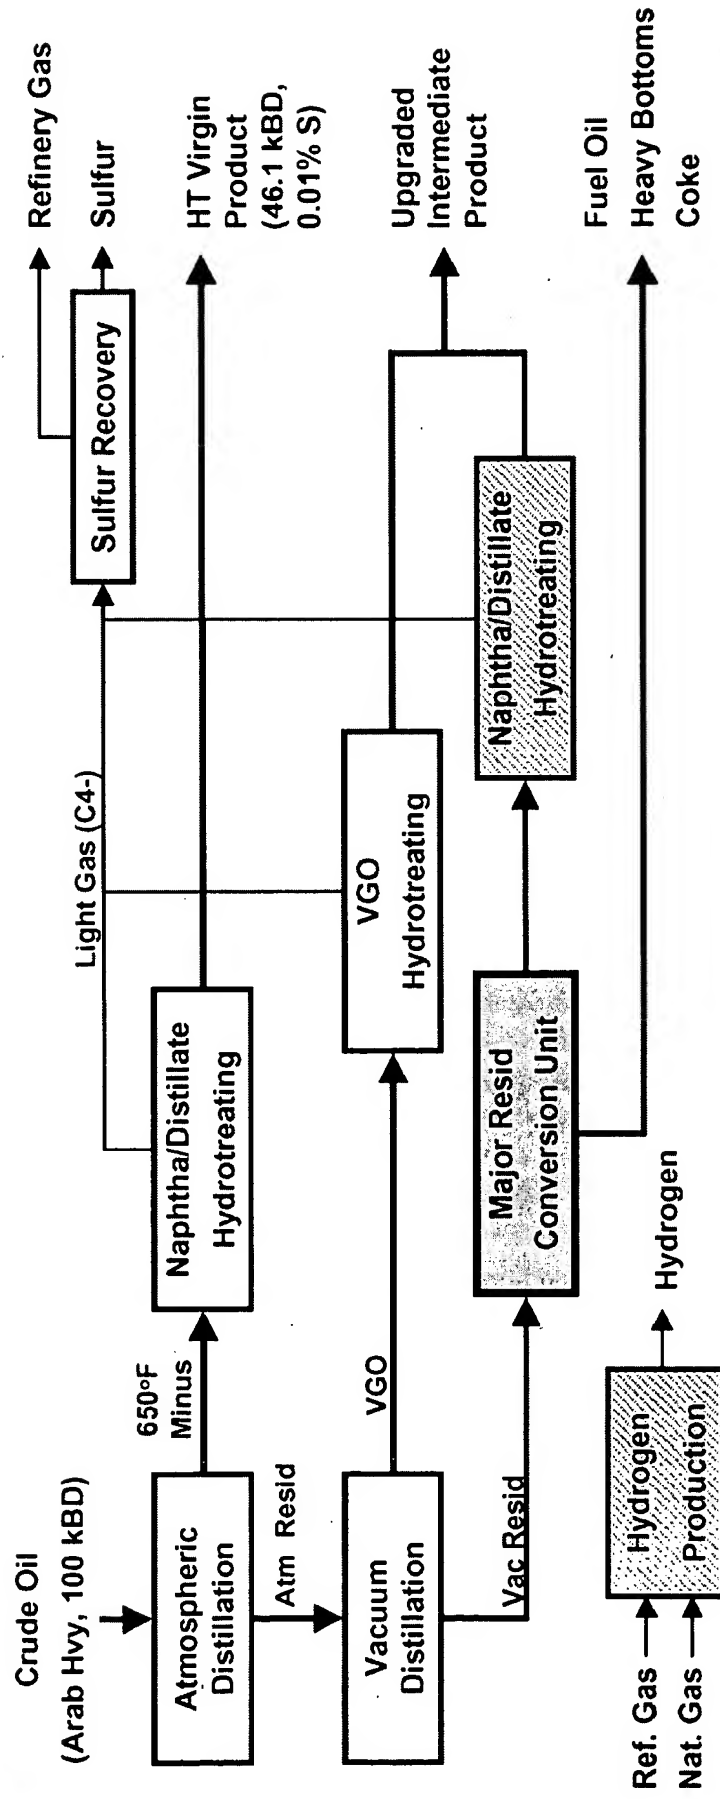 Crude Oil
(Arab Hvy, 100 kBD)
Atmospheric
Distillation
650°F
Minus
Naphtha/Distillate
Hydrotreating
Light Gas (C4-)
Sulfur Recovery
Refinery Gas
Sulfur
HT Virgin
Product
(46.1 kBD,
0.01% S)
Atm Resid
Vacuum
Distillation
VGO
VGO
Hydrotreating
Upgraded
Intermediate
Product
Vac Resid
Major Resid
Conversion Unit
Naphtha/Distillate
Hydrotreating
Fuel Oil
Heavy Bottoms
Coke
Ref. Gas
Nat. Gas
Hydrogen
Production
Hydrogen